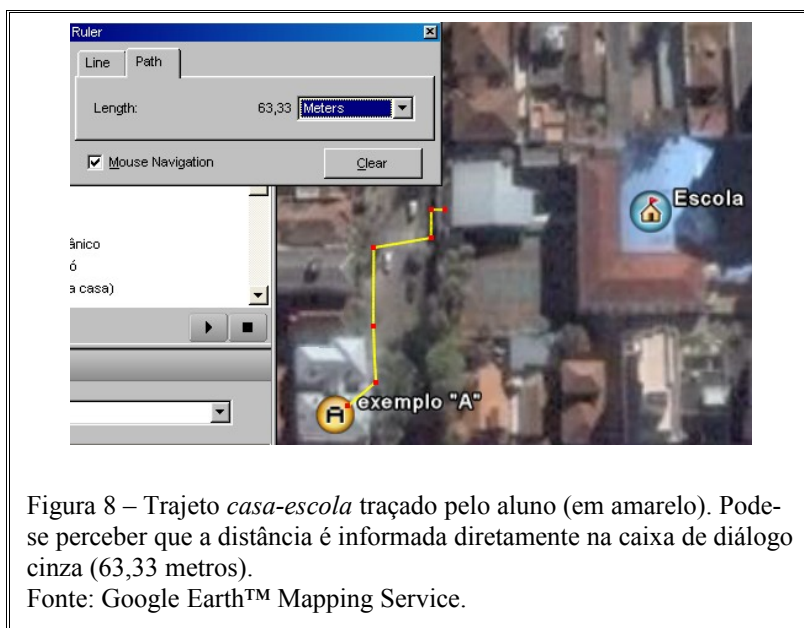 Ruler
Line Path
Length: 63,33 Meters
Mouse Navigation Clear
ânico
ó
a casa)
Escola
exemplo "A"
Figura 8 – Trajeto casa-escola traçado pelo aluno (em amarelo). Pode-
se perceber que a distância é informada diretamente na caixa de diálogo
cinza (63,33 metros).
Fonte: Google Earth™ Mapping Service.